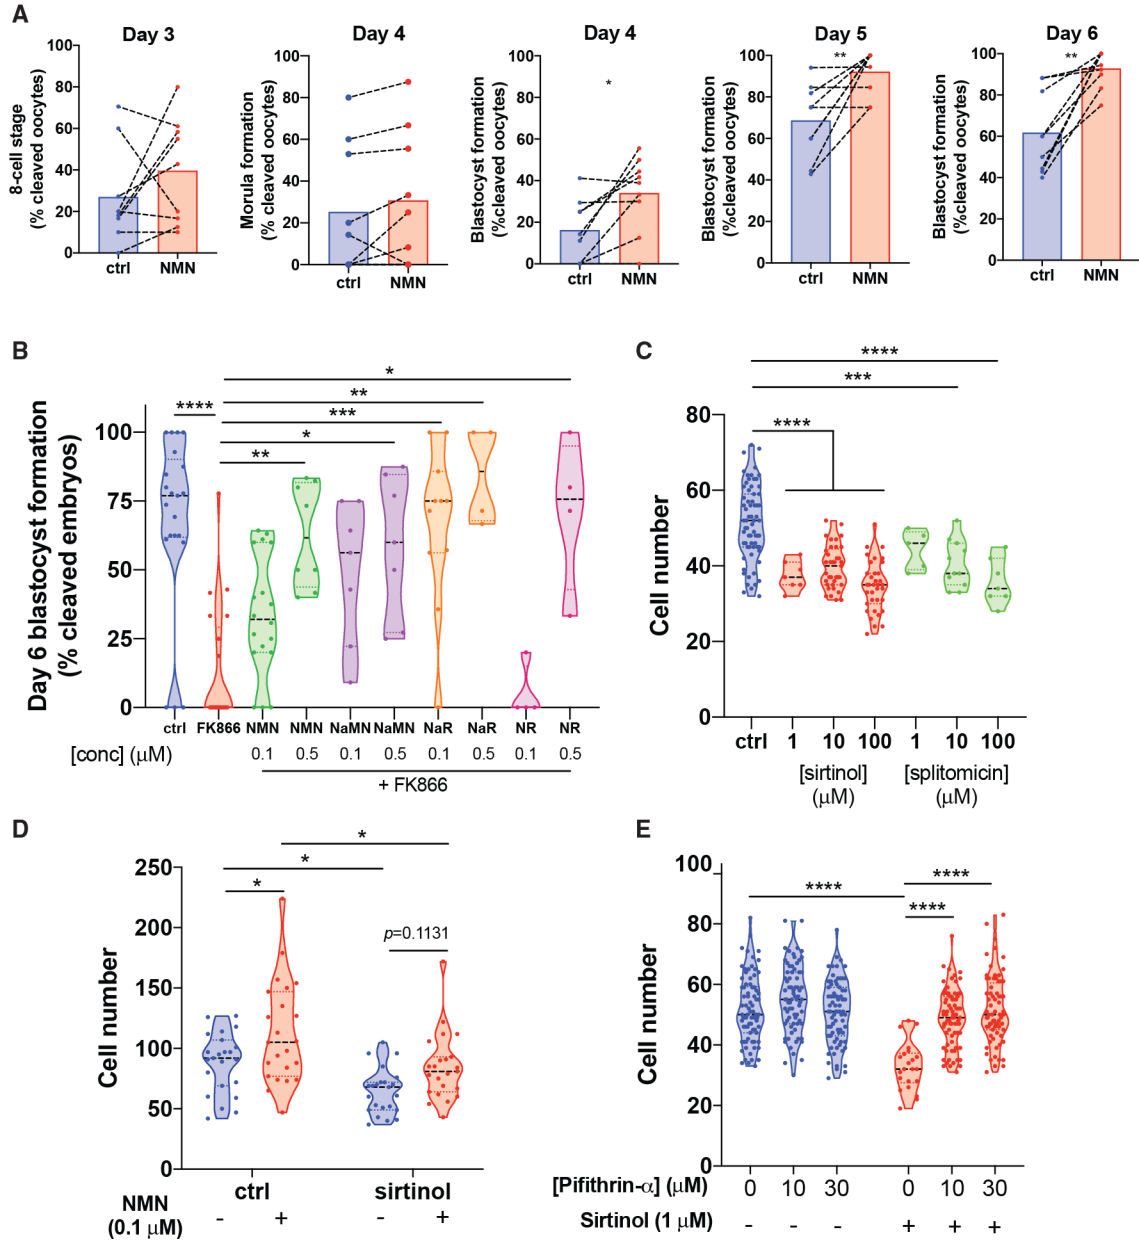 A
Day 3
Day 4
Day 4
Day 5
Day 6
8-cell stage
(% cleaved oocytes)
100
80
60
40
20
0
ctrl NMN
Morula formation
(% cleaved oocytes)
100
80
60
40
20
0
ctrl NMN
Blastocyst formation
(%cleaved oocytes)
100
80
60
40
20
0
*
ctrl NMN
Blastocyst formation
(%cleaved oocytes)
100
80
60
40
20
0
**
ctrl NMN
Blastocyst formation
(%cleaved oocytes)
100
80
60
40
20
0
**
ctrl NMN
B
Day 6 blastocyst formation
(% cleaved embryos)
100
75
50
25
0
*
**
****
***
*
**
ctrl FK866 NMN NMN NaMN NaMN NaR NaR NR NR
[conc] (μM) 0.1 0.5 0.1 0.5 0.1 0.5 0.1 0.5
+ FK866
C
Cell number
80
60
40
20
0
****
***
****
ctrl 1 10 100 1 10 100
[sirtinol] [splitomicin]
(μM) (μM)
D
Cell number
250
200
150
100
50
0
*
*
*
p=0.1131
ctrl sirtinol
NMN
(0.1 μM)
- + - +
E
Cell number
100
80
60
40
20
0
****
****
****
[Pifithrin-α] (μM) 0 10 30 0 10 30
Sirtinol (1 μM) - - - + + +